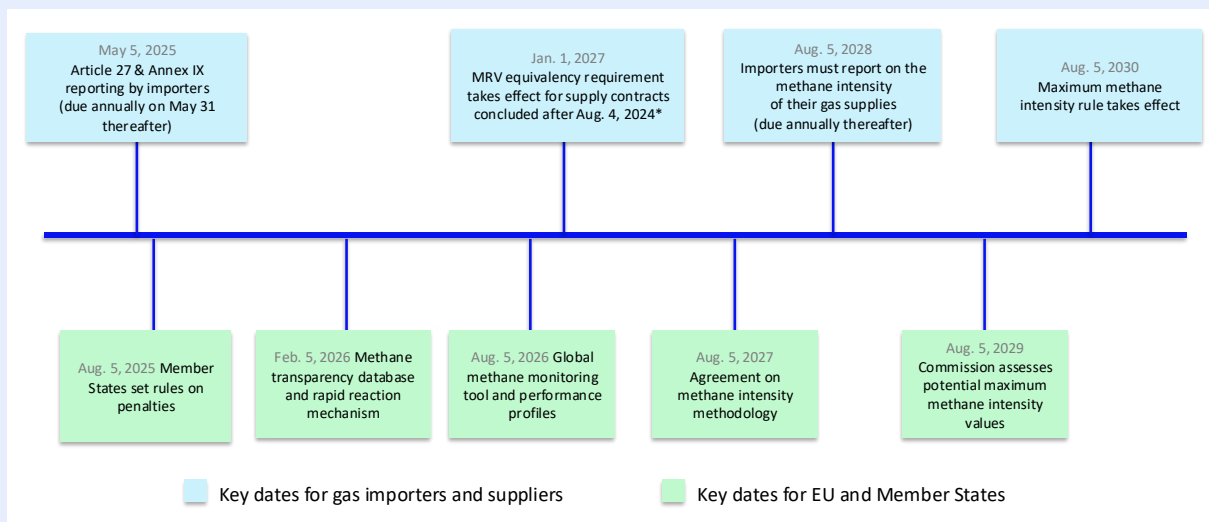 May 5, 2025
Article 27 & Annex IX
reporting by importers
(due annually on May 31
thereafter)
Jan. 1, 2027
MRV equivalency requirement
takes effect for supply contracts
concluded after Aug. 4, 2024*
Aug. 5, 2028
Importers must report on the
methane intensity
of their gas supplies
(due annually thereafter)
Aug. 5, 2030
Maximum methane
intensity rule takes effect
Aug. 5, 2025 Member
States set rules on
penalties
Feb. 5, 2026 Methane
transparency database
and rapid reaction
mechanism
Aug. 5, 2026 Global
methane monitoring
tool and performance
profiles
Aug. 5, 2027
Agreement on
methane intensity
methodology
Aug. 5, 2029
Commission assesses
potential maximum
methane intensity
values
Key dates for gas importers and suppliers
Key dates for EU and Member States